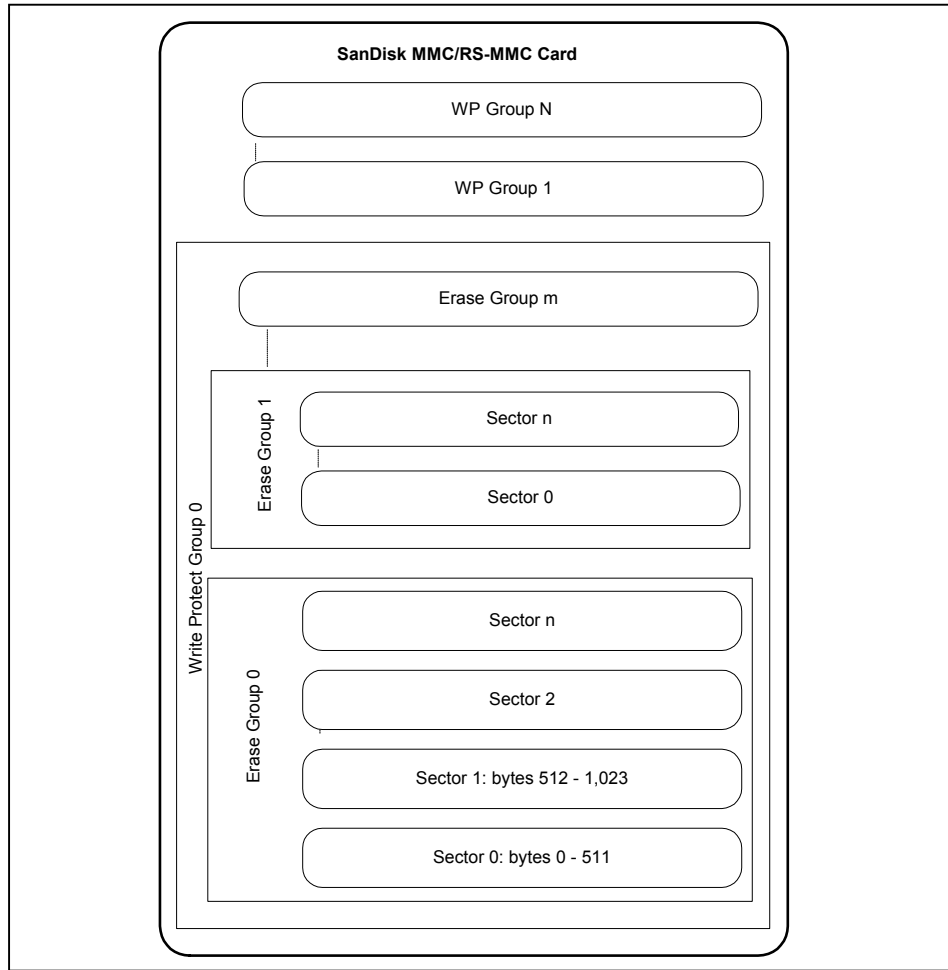 SanDisk MMC/RS-MMC Card
WP Group N
WP Group 1
Write Protect Group 0
Erase Group m
Erase Group 1
Sector n
Sector 0
Erase Group 0
Sector n
Sector 2
Sector 1: bytes 512 - 1,023
Sector 0: bytes 0 - 511